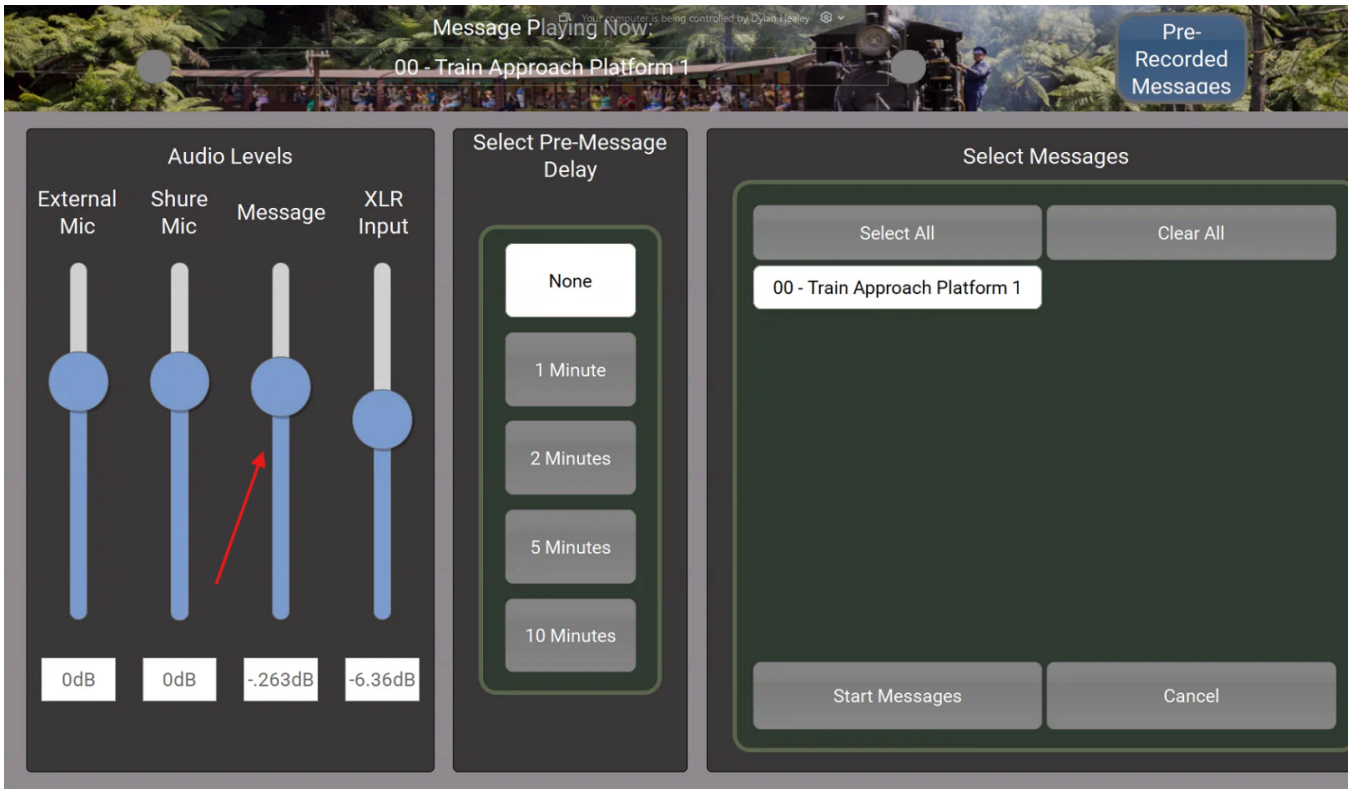 Your computer is being controlled by Dylan Healey
Message Playing Now:
00 - Train Approach Platform 1
Pre-
Recorded
Messages
Audio Levels
External
Mic
Shure
Mic
Message
XLR
Input
0dB
0dB
-.263dB
-6.36dB
Select Pre-Message
Delay
None
1 Minute
2 Minutes
5 Minutes
10 Minutes
Select Messages
Select All
Clear All
00 - Train Approach Platform 1
Start Messages
Cancel